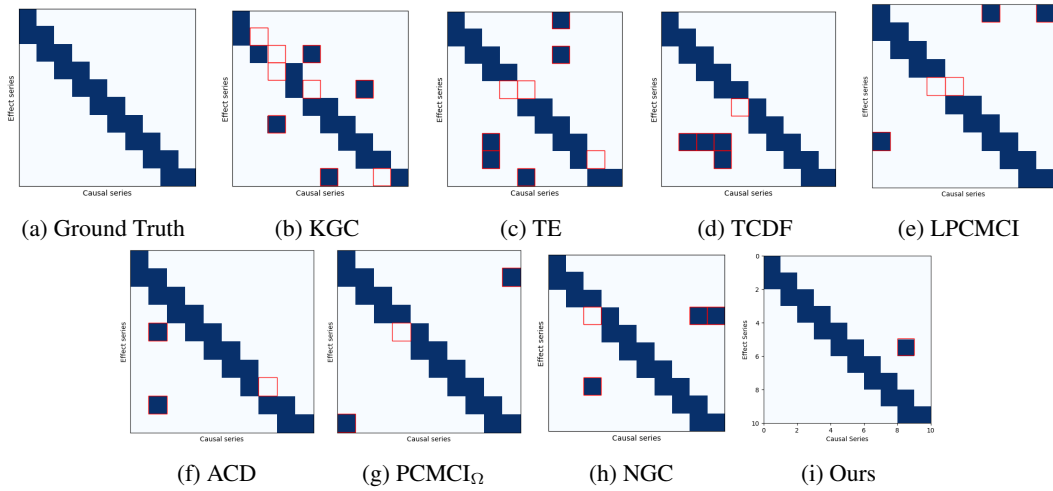 Effect series
Causal series
(a) Ground Truth
Effect series
Causal series
(b) KGC
Effect series
Causal series
(c) TE
Effect series
Causal series
(d) TCDF
Effect series
Causal series
(e) LPCMCI
Effect series
Causal series
(f) ACD
Effect series
Causal series
(g) PCMCIΩ
Effect series
Causal series
(h) NGC
Effect Series
0
2
4
6
8
10
0 2 4 6 8 10
Causal Series
(i) Ours